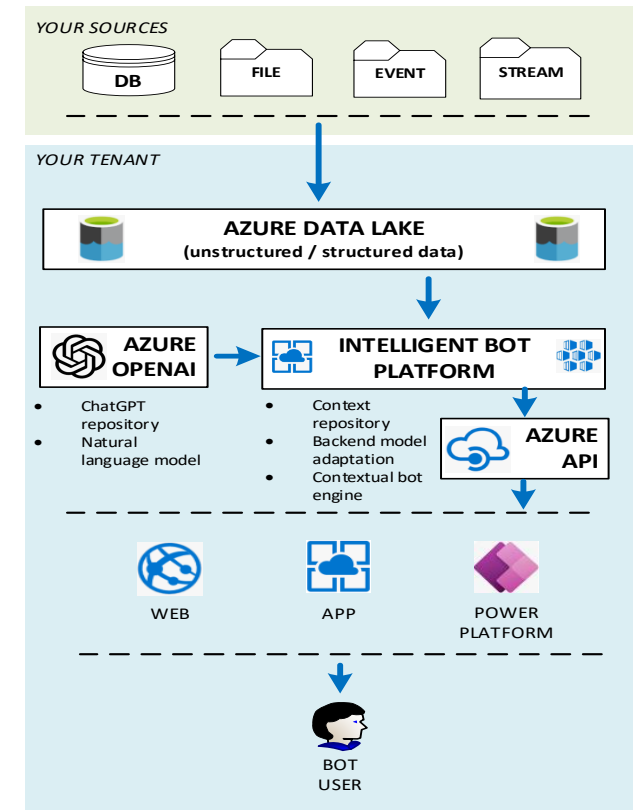 YOUR SOURCES
DB
FILE
EVENT
STREAM
YOUR TENANT
AZURE DATA LAKE
(unstructured / structured data)
AZURE
OPENAI
INTELLIGENT BOT
PLATFORM
• ChatGPT
repository
• Natural
language model
• Context
repository
• Backend model
adaptation
• Contextual bot
engine
AZURE
API
WEB
APP
POWER
PLATFORM
BOT
USER